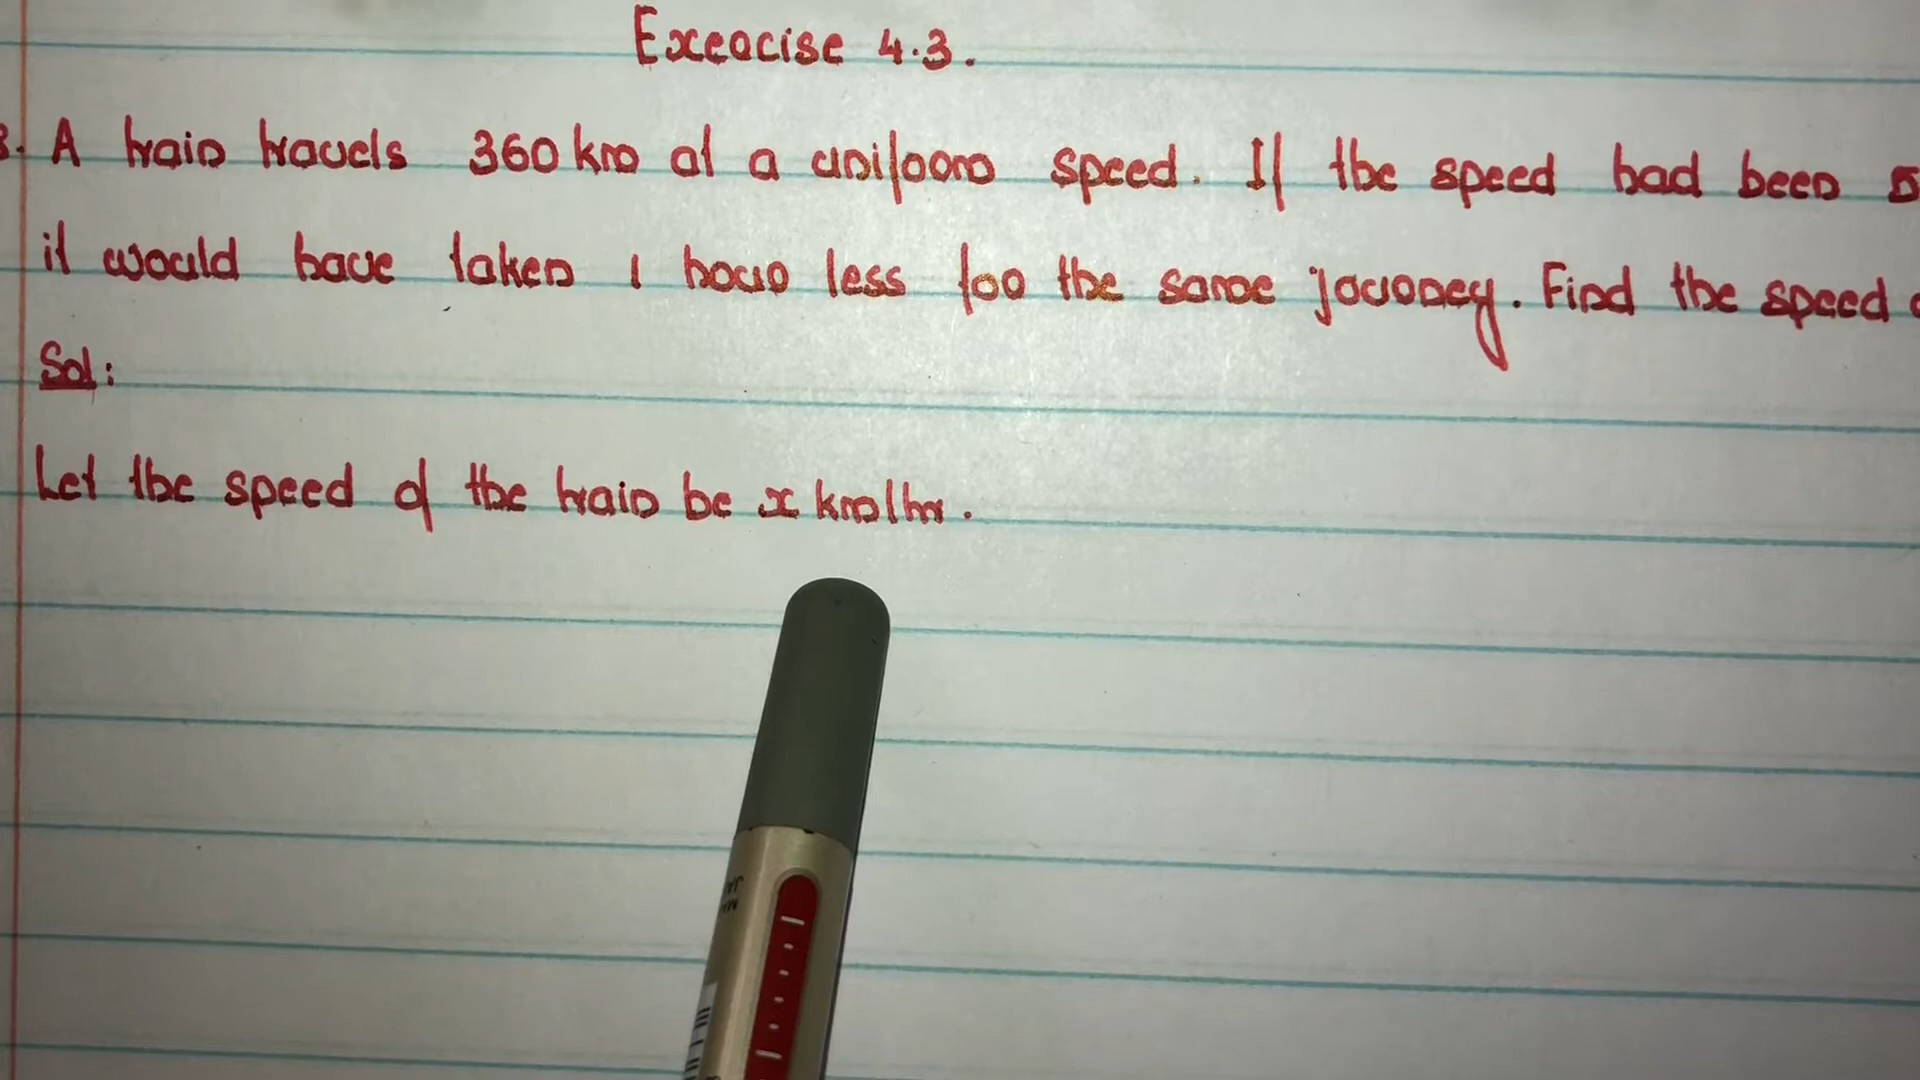 Exercise 4.3.
8. A train travels 360 km at a uniform speed. If the speed had been 5
it would have taken 1 hour less for the same journey. Find the speed
Sol:
Let the speed of the train be x km/hr.